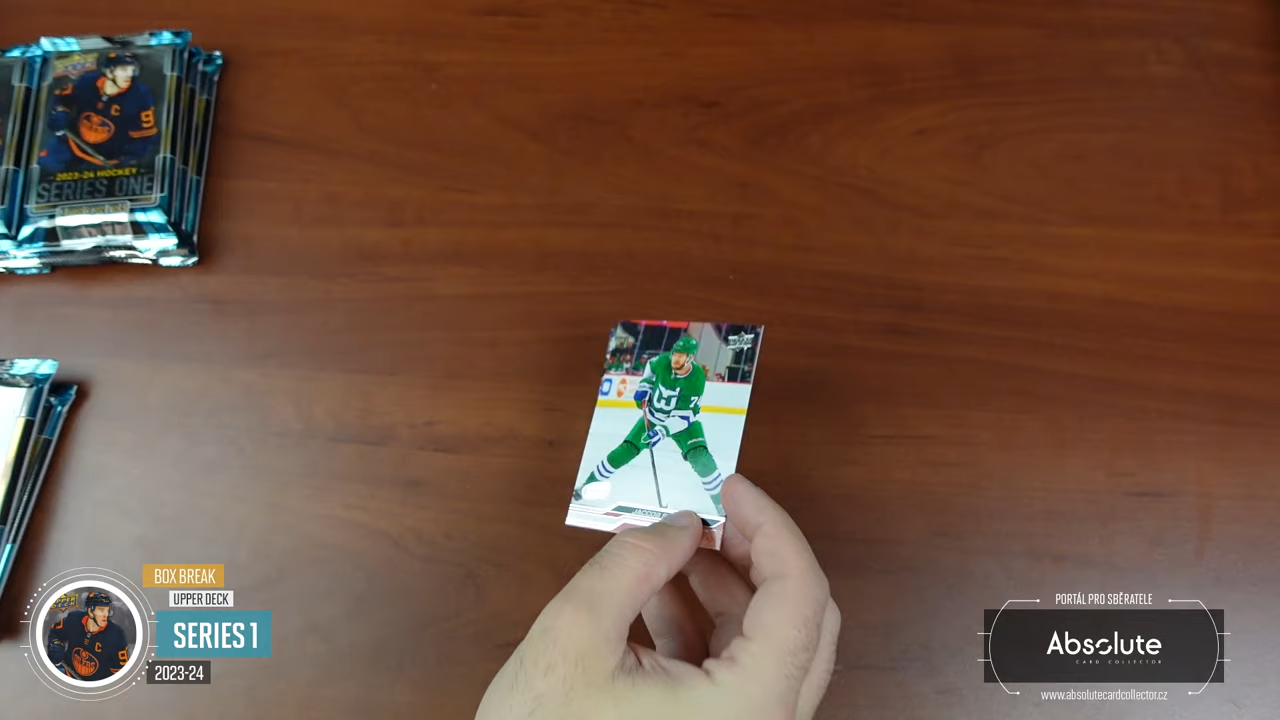 2023-24 HOCKEY
SERIES ONE
BOX BREAK
UPPER DECK
SERIES 1
2023-24
PORTÁL PRO SBĚRATELE
Absolute
CARD COLLECTOR
www.absolutecardcollector.cz